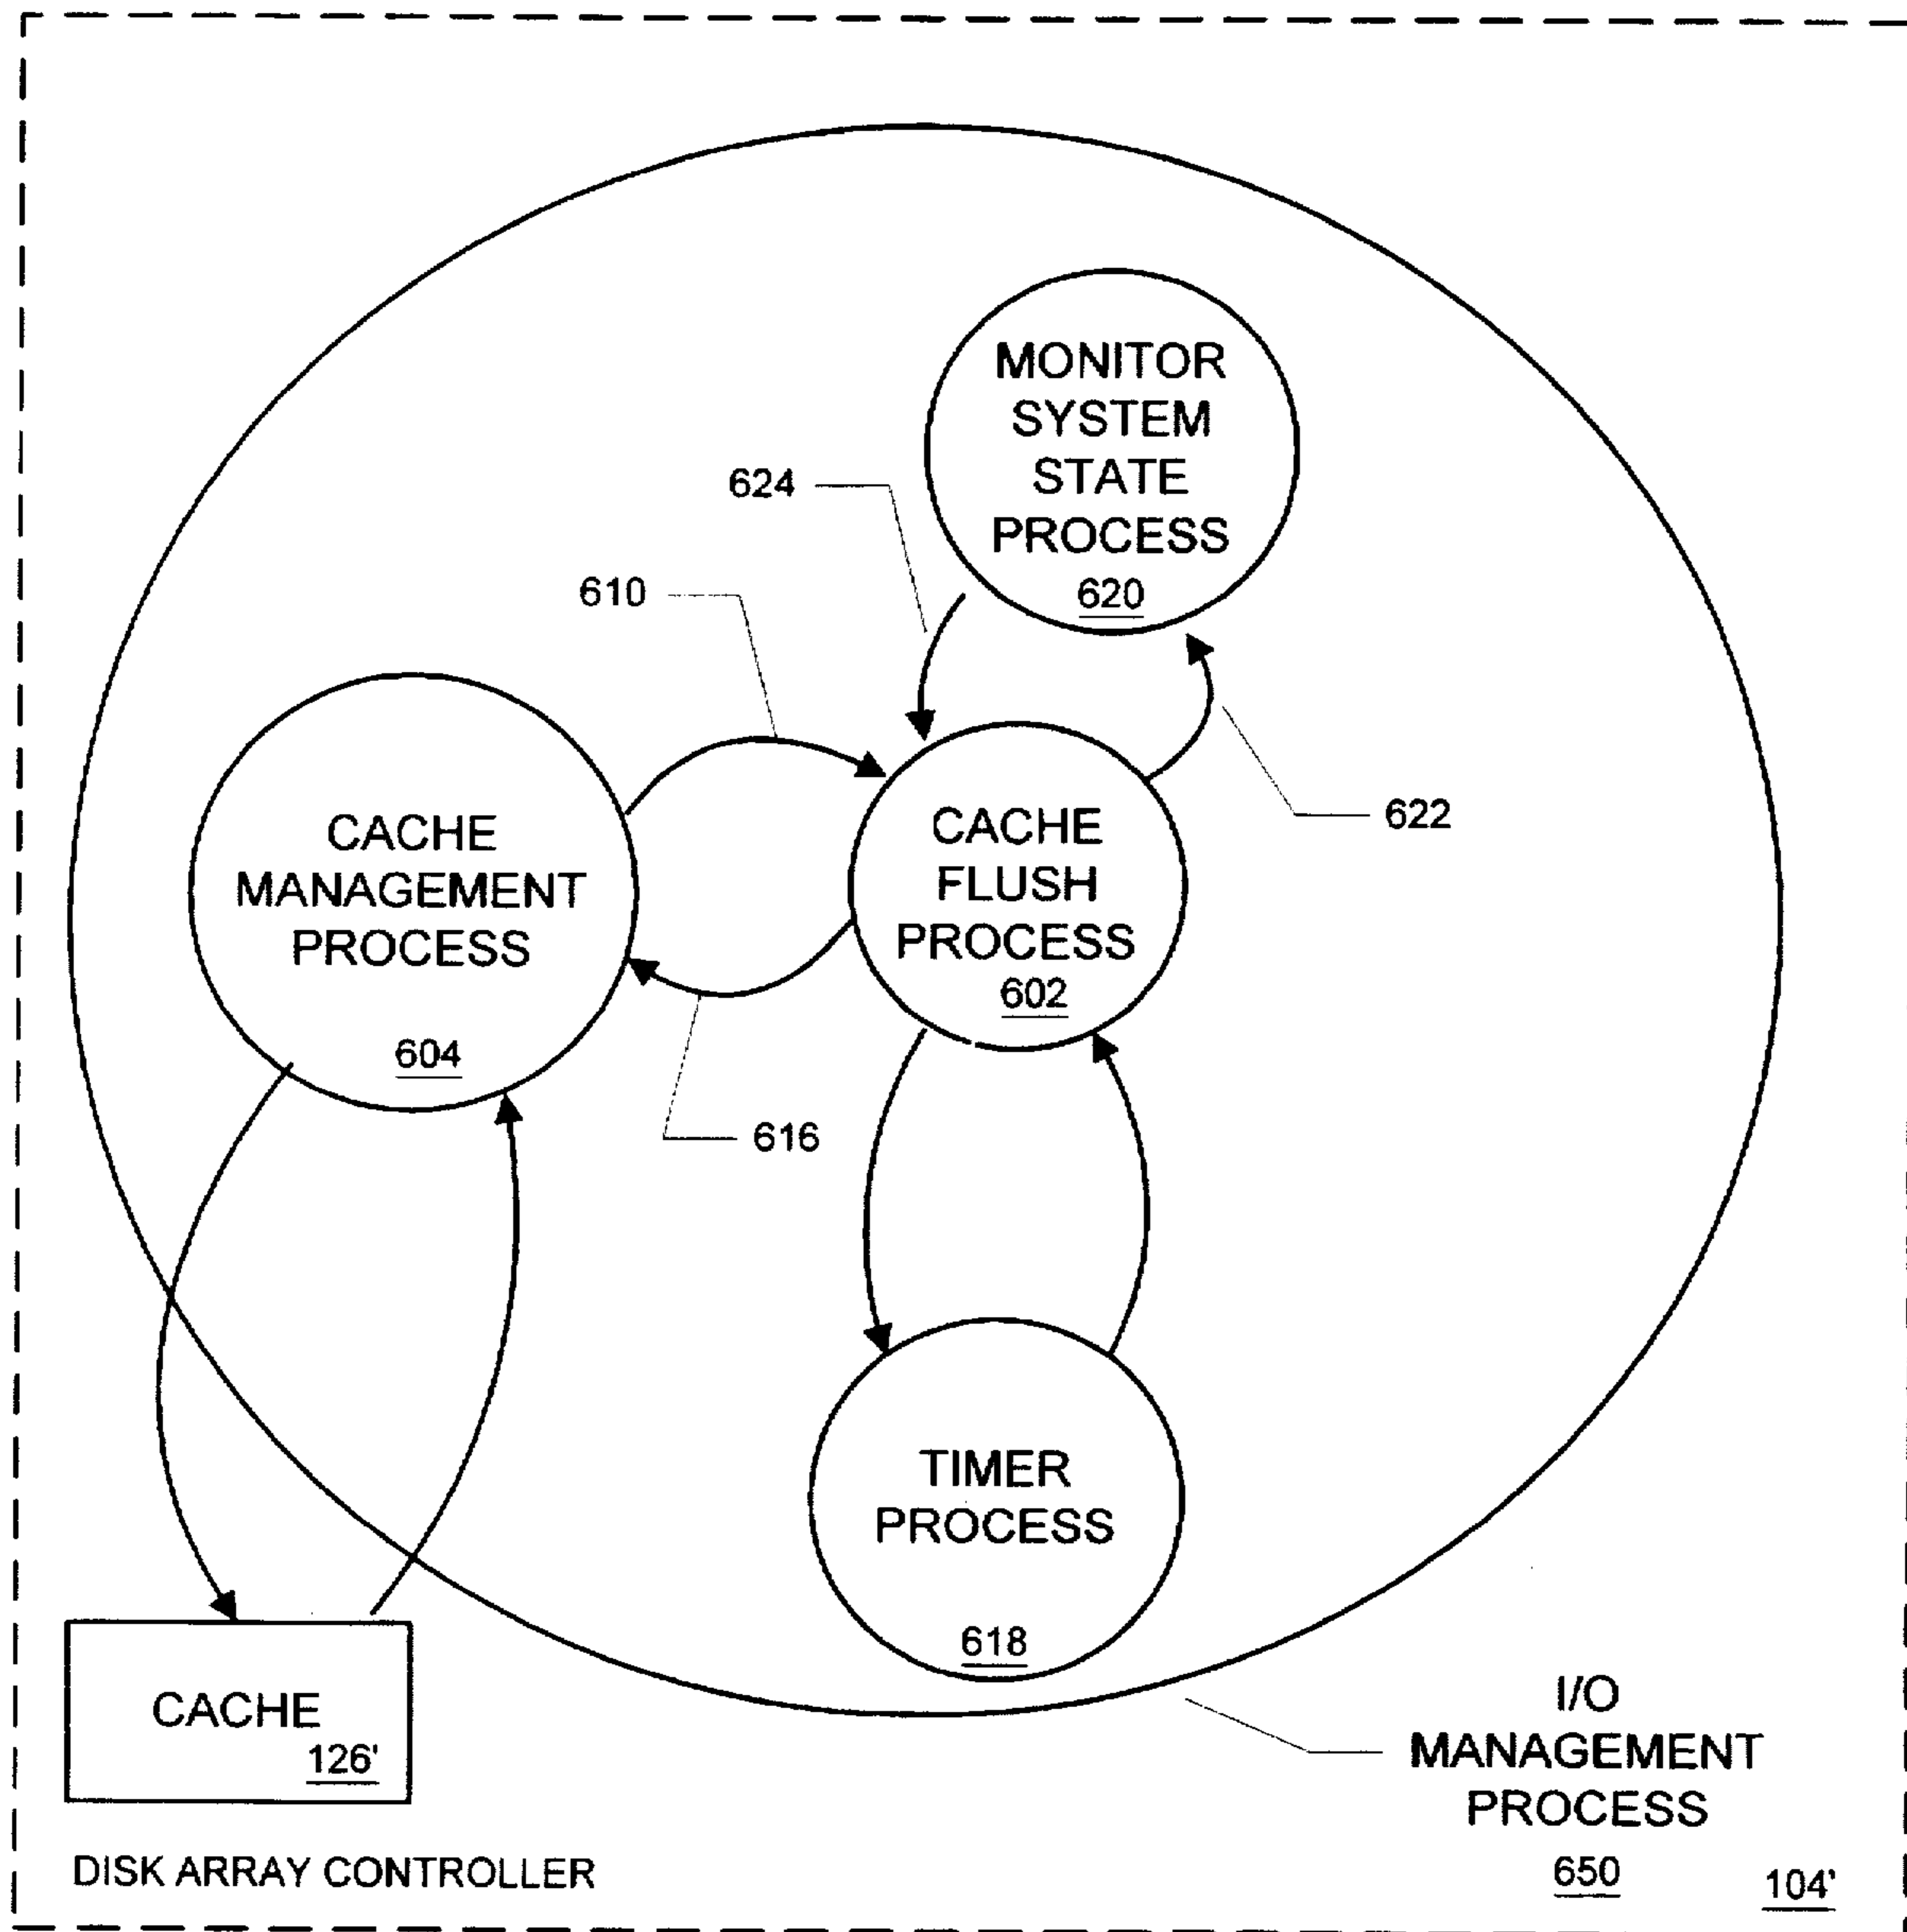 MONITOR
SYSTEM
STATE
PROCESS
620
624
610
622
CACHE
MANAGEMENT
PROCESS
604
CACHE
FLUSH
PROCESS
602
616
TIMER
PROCESS
618
CACHE
126'
I/O
MANAGEMENT
PROCESS
650
DISK ARRAY CONTROLLER
104'